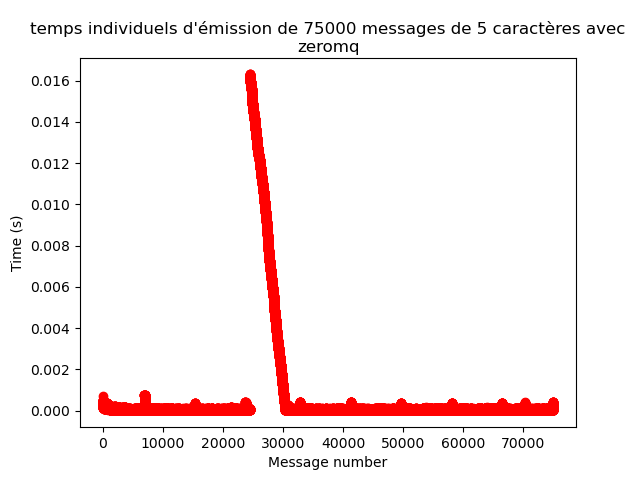 temps individuels d'émission de 75000 messages de 5 caractères avec
zeromq
0.016
0.014
0.012
0.010
0.008
0.006
0.004
0.002
0.000
Time (s)
0 10000 20000 30000 40000 50000 60000 70000
Message number